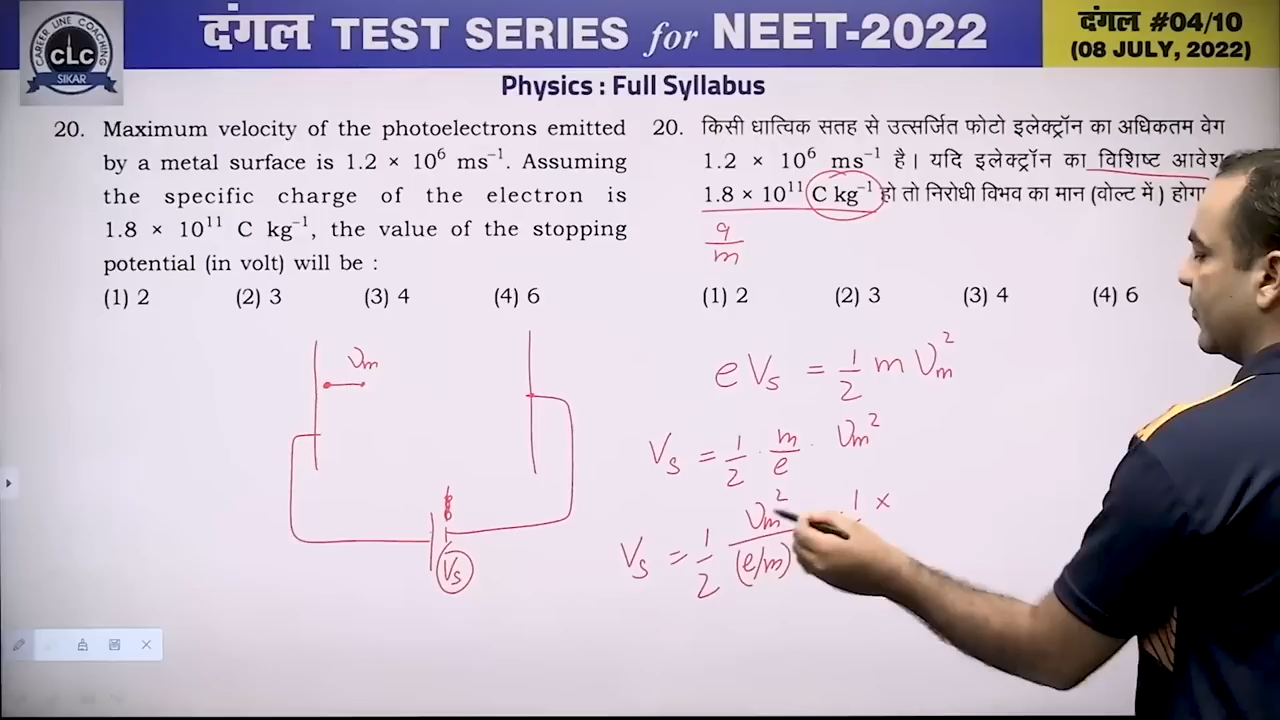 दंगल TEST SERIES for NEET-2022
दंगल #04/10
(08 JULY, 2022)
CAREER LINE COACHING
CLC
SIKAR
Physics : Full Syllabus
20. Maximum velocity of the photoelectrons emitted
by a metal surface is 1.2 × 10⁶ ms⁻¹. Assuming
the specific charge of the electron is
1.8 × 10¹¹ C kg⁻¹, the value of the stopping
potential (in volt) will be :
(1) 2 (2) 3 (3) 4 (4) 6
20. किसी धात्विक सतह से उत्सर्जित फोटो इलेक्ट्रॉन का अधिकतम वेग
1.2 × 10⁶ ms⁻¹ है। यदि इलेक्ट्रॉन का विशिष्ट आवेश
1.8 × 10¹¹ C kg⁻¹ हो तो निरोधी विभव का मान (वोल्ट में )
q/m
(1) 2 (2) 3 (3) 4 (4) 6
υm
Vs
eVs = 1/2 m υm²
Vs = 1/2 · m/e · υm²
Vs = 1/2 υm²/(e/m)
1 ×